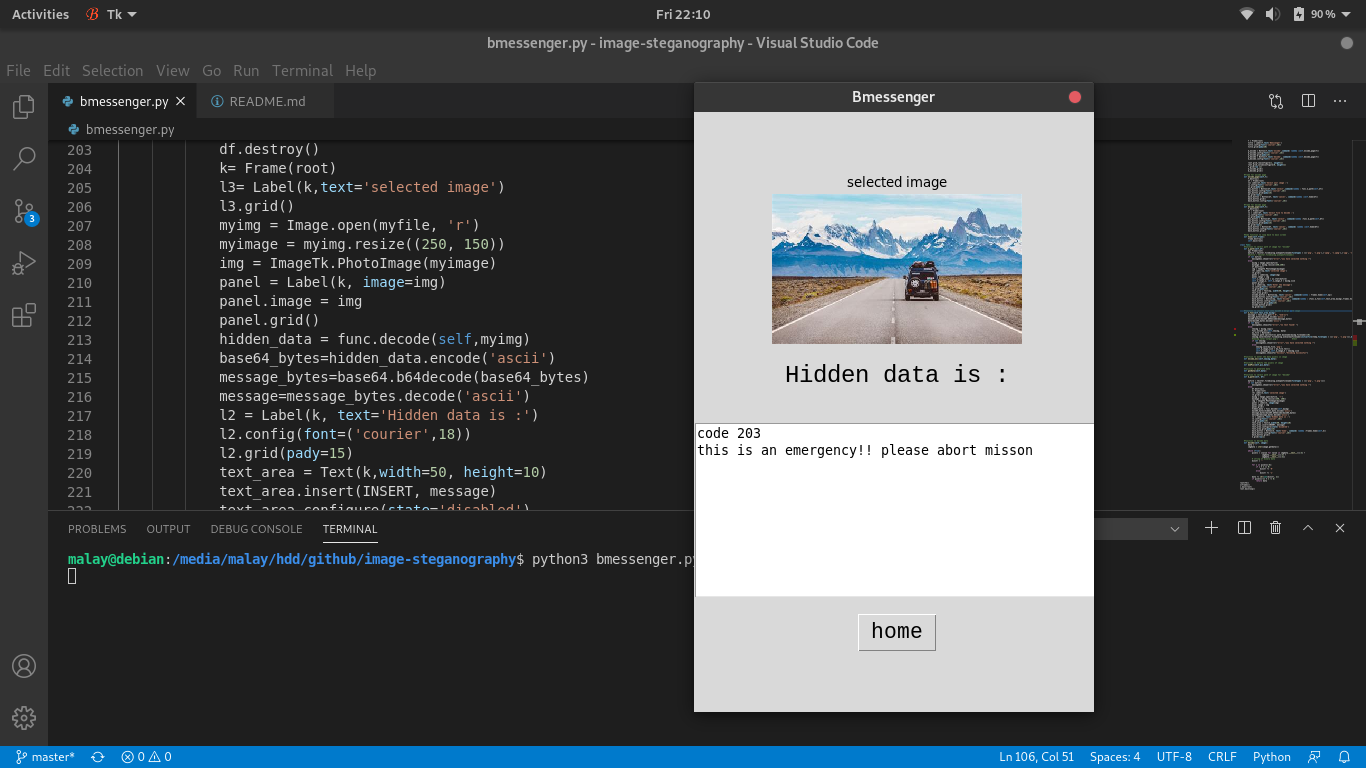 Activities
Tk
Fri 22:10
90 %
bmessenger.py - image-steganography - Visual Studio Code
File Edit Selection View Go Run Terminal Help
bmessenger.py
README.md
bmessenger.py
3
203 df.destroy()
204 k= Frame(root)
205 l3= Label(k,text='selected image')
206 l3.grid()
207 myimg = Image.open(myfile, 'r')
208 myimage = myimg.resize((250, 150))
209 img = ImageTk.PhotoImage(myimage)
210 panel = Label(k, image=img)
211 panel.image = img
212 panel.grid()
213 hidden_data = func.decode(self,myimg)
214 base64_bytes=hidden_data.encode('ascii')
215 message_bytes=base64.b64decode(base64_bytes)
216 message=message_bytes.decode('ascii')
217 l2 = Label(k, text='Hidden data is :')
218 l2.config(font=('courier',18))
219 l2.grid(pady=15)
220 text_area = Text(k,width=50, height=10)
221 text_area.insert(INSERT, message)
222 text_area.configure(state='disabled')
PROBLEMS OUTPUT DEBUG CONSOLE TERMINAL
malay@debian:/media/malay/hdd/github/image-steganography$ python3 bmessenger.py
Bmessenger
selected image
Hidden data is :
code 203
this is an emergency!! please abort misson
home
master* 0 0
Ln 106, Col 51 Spaces: 4 UTF-8 CRLF Python